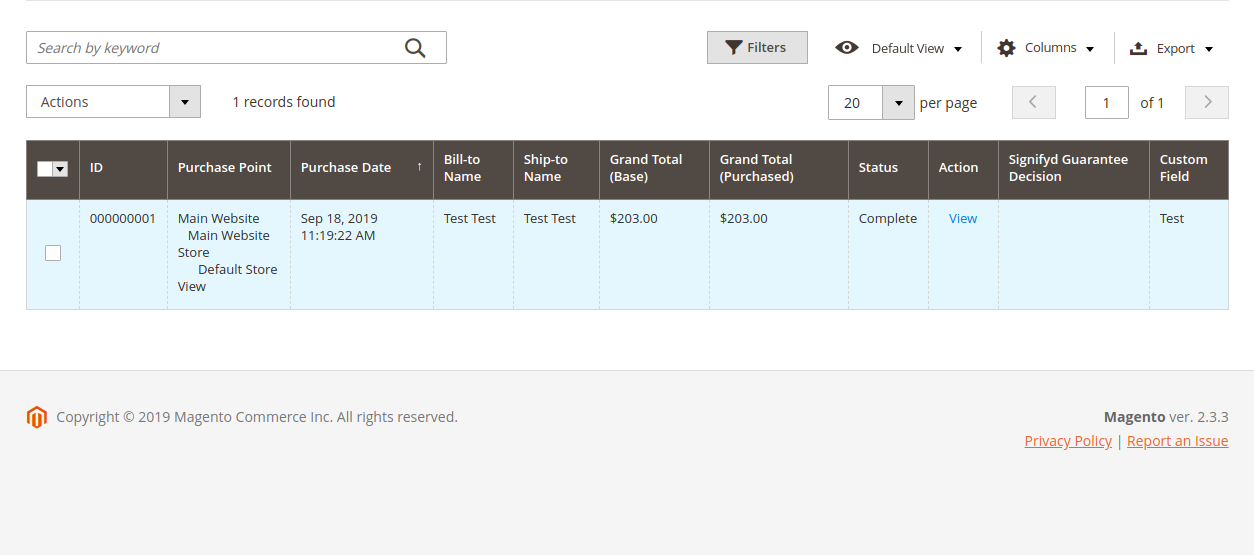 Search by keyword
Filters
Default View
Columns
Export
Actions
1 records found
20
per page
1
of 1
ID
Purchase Point
Purchase Date ↑
Bill-to
Name
Ship-to
Name
Grand Total
(Base)
Grand Total
(Purchased)
Status
Action
Signifyd Guarantee
Decision
Custom
Field
000000001
Main Website
Main Website
Store
Default Store
View
Sep 18, 2019
11:19:22 AM
Test Test
Test Test
$203.00
$203.00
Complete
View
Test
Copyright © 2019 Magento Commerce Inc. All rights reserved.
Magento ver. 2.3.3
Privacy Policy | Report an Issue